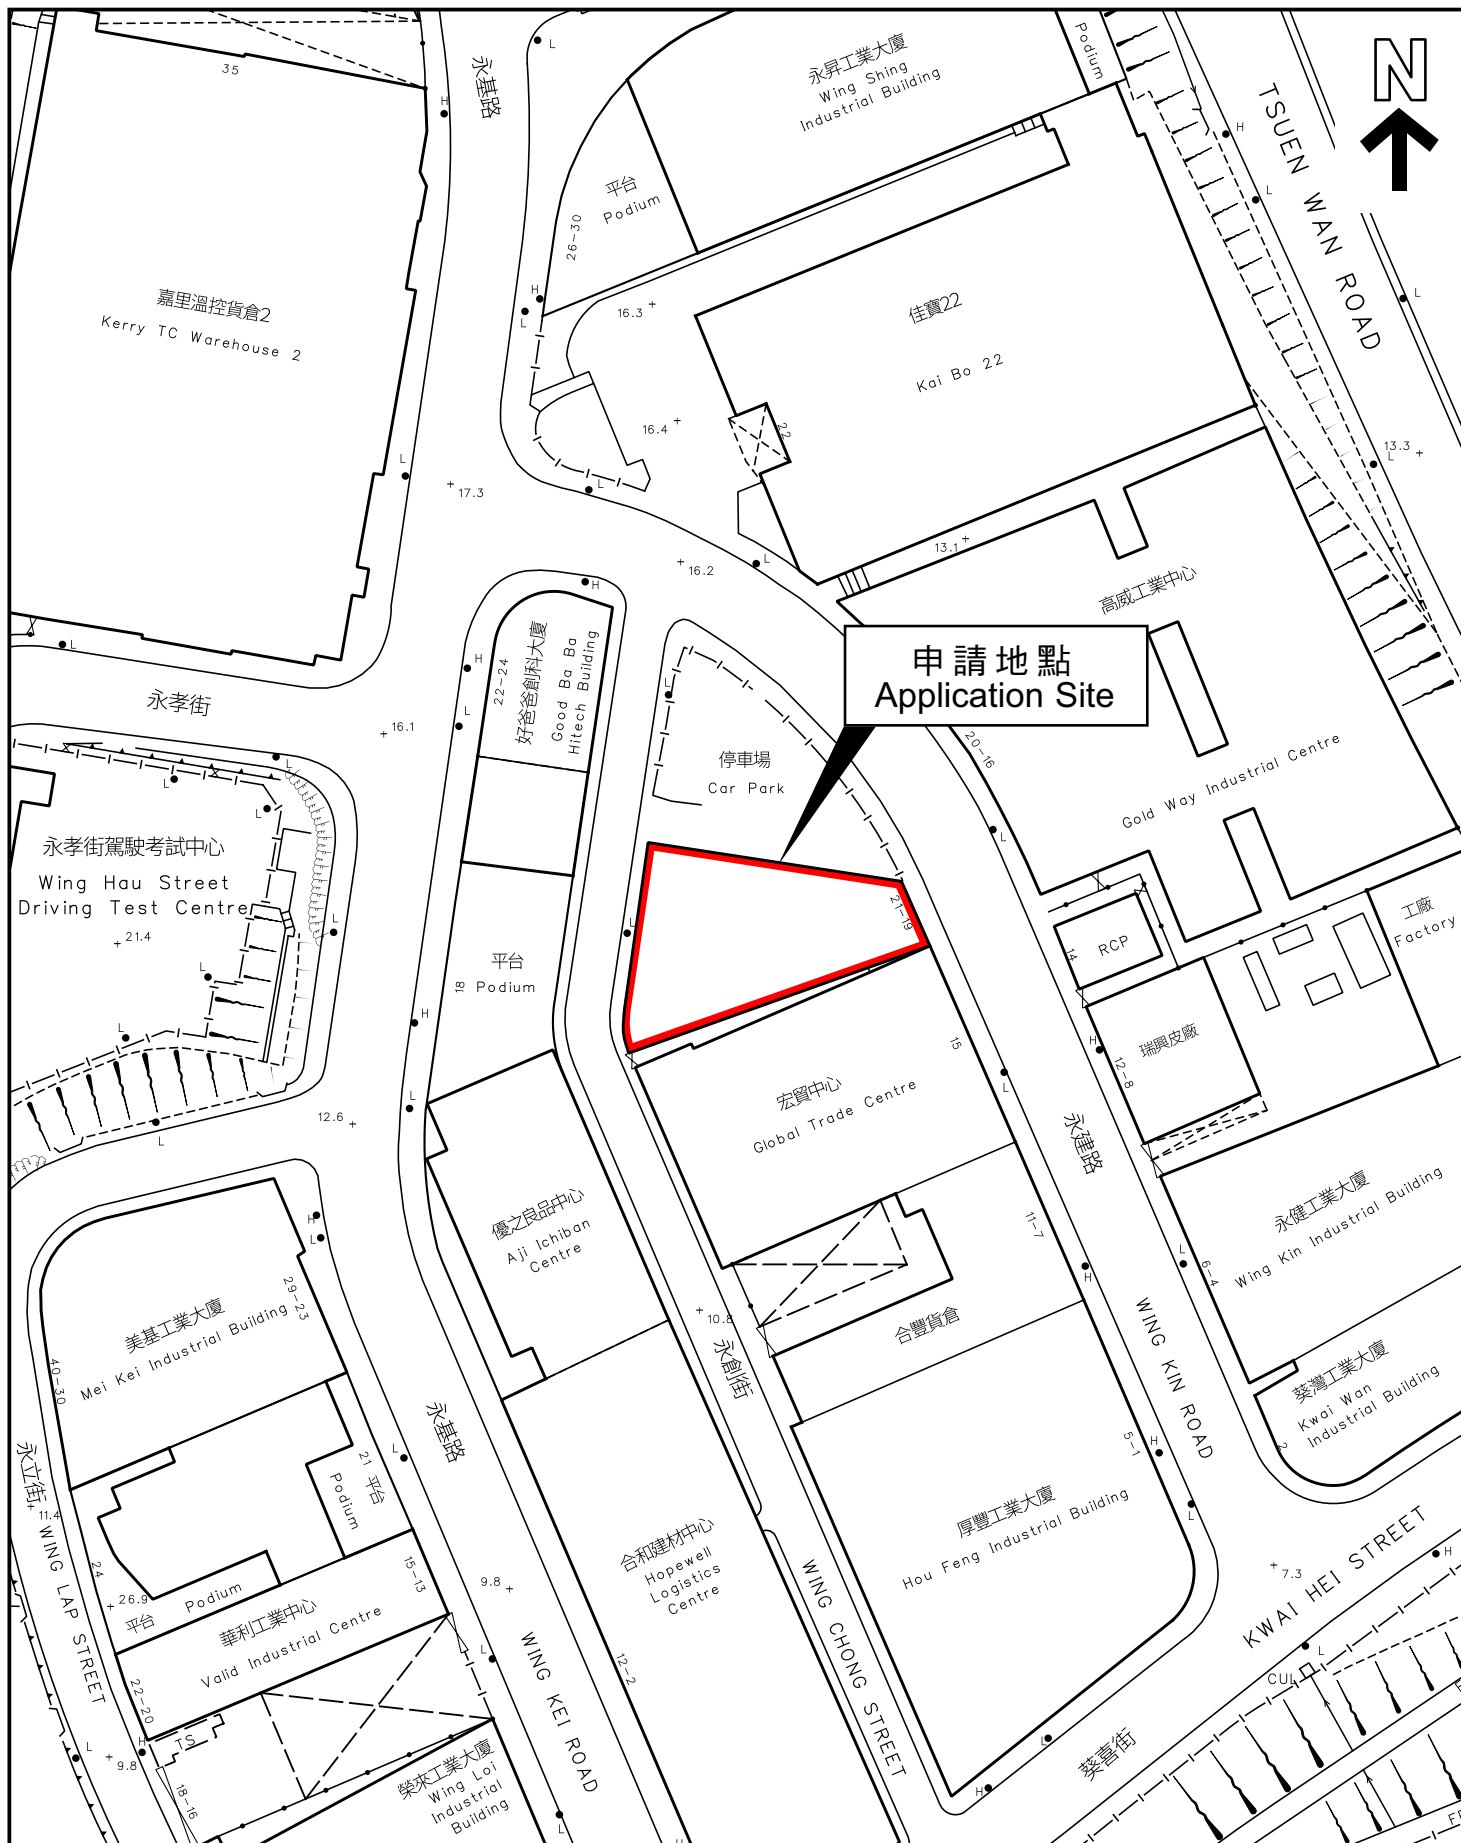 35
永基路
L
H
永昇工業大廈
Wing Shing
Industrial Building
Podium
N
TSUEN WAN ROAD
H
L
L
平台
Podium
26-30
嘉里溫控貨倉2
Kerry TC Warehouse 2
H
L
16.3
佳寶22
Kai Bo 22
22
16.4
13.3
L
L
17.3
L
16.2
L
13.1
高威工業中心
Gold Way Industrial Centre
20-16
申請地點
Application Site
H
好爸爸創科大廈
22-24
Good Ba Ba
Hitech Building
H
L
L
L
永孝街
16.1
停車場
Car Park
L
L
L
永孝街駕駛考試中心
Wing Hau Street
Driving Test Centre
21.4
L
L
L
L
21-19
L
RCP
14
工廠
Factory
平台
Podium
18
H
15
宏貿中心
Global Trade Centre
L
H
12-8
瑞興皮廠
L
12.6
L
永建路
優之良品中心
Aji Ichiban
Centre
H
L
29-23
11-7
H
L
6-4
永健工業大廈
Wing Kin Industrial Building
美基工業大廈
Mei Kei Industrial Building
40-30
10.8
永創街
合豐貨倉
WING KIN ROAD
葵灣工業大廈
Kwai Wan
Industrial Building
2
永基路
L
21
平台
Podium
永立街
11.4
WING LAP STREET
5-1
H
L
厚豐工業大廈
Hou Feng Industrial Building
合和建材中心
Hopewell
Logistics
Centre
24
26.9
平台
Podium
15-13
9.8
華利工業中心
Valid Industrial Centre
22-20
WING CHONG STREET
7.3
KWAI HEI STREET
H
L
CUL
12-2
WING KEI ROAD
L
TS
H
L
9.8
18-16
榮來工業大廈
Wing Loi
Industrial
Building
L
葵喜街
L
H